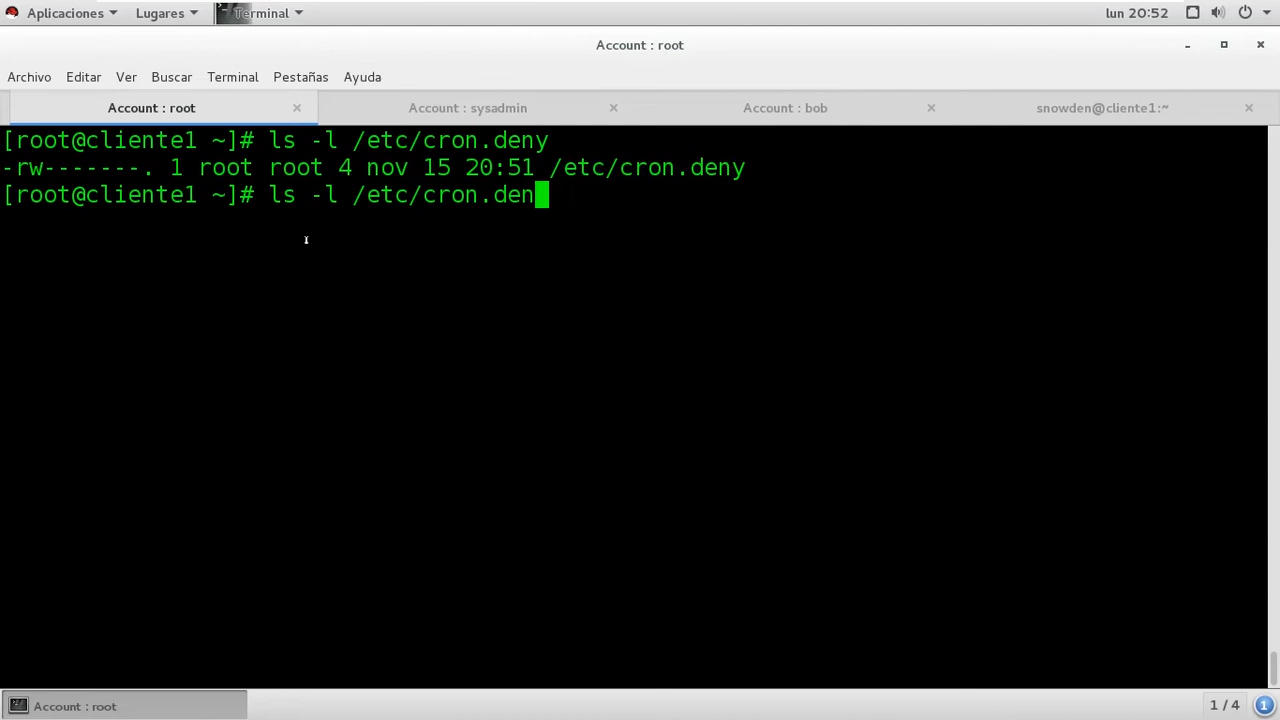 Aplicaciones Lugares Terminal lun 20:52
Account : root
Archivo Editar Ver Buscar Terminal Pestañas Ayuda
Account : root Account : sysadmin Account : bob snowden@cliente1:~
[root@cliente1 ~]# ls -l /etc/cron.deny
-rw-------. 1 root root 4 nov 15 20:51 /etc/cron.deny
[root@cliente1 ~]# ls -l /etc/cron.den
Account : root 1 / 4 1